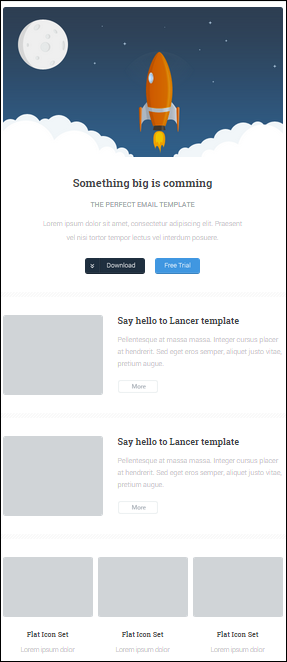 Something big is comming
THE PERFECT EMAIL TEMPLATE
Lorem ipsum dolor sit amet, consectetur adipiscing elit. Praesent
vel nisi tortor tempor lectus vel interdum posuere.
Download
Free Trial
Say hello to Lancer template
Pellentesque at massa massa. Integer cursus placer
at hendrerit. Sed eget eros semper, aliquet justo vitae,
pretium augue.
More
Say hello to Lancer template
Pellentesque at massa massa. Integer cursus placer
at hendrerit. Sed eget eros semper, aliquet justo vitae,
pretium augue.
More
Flat Icon Set
Lorem ipsum dolor
Flat Icon Set
Lorem ipsum dolor
Flat Icon Set
Lorem ipsum dolor